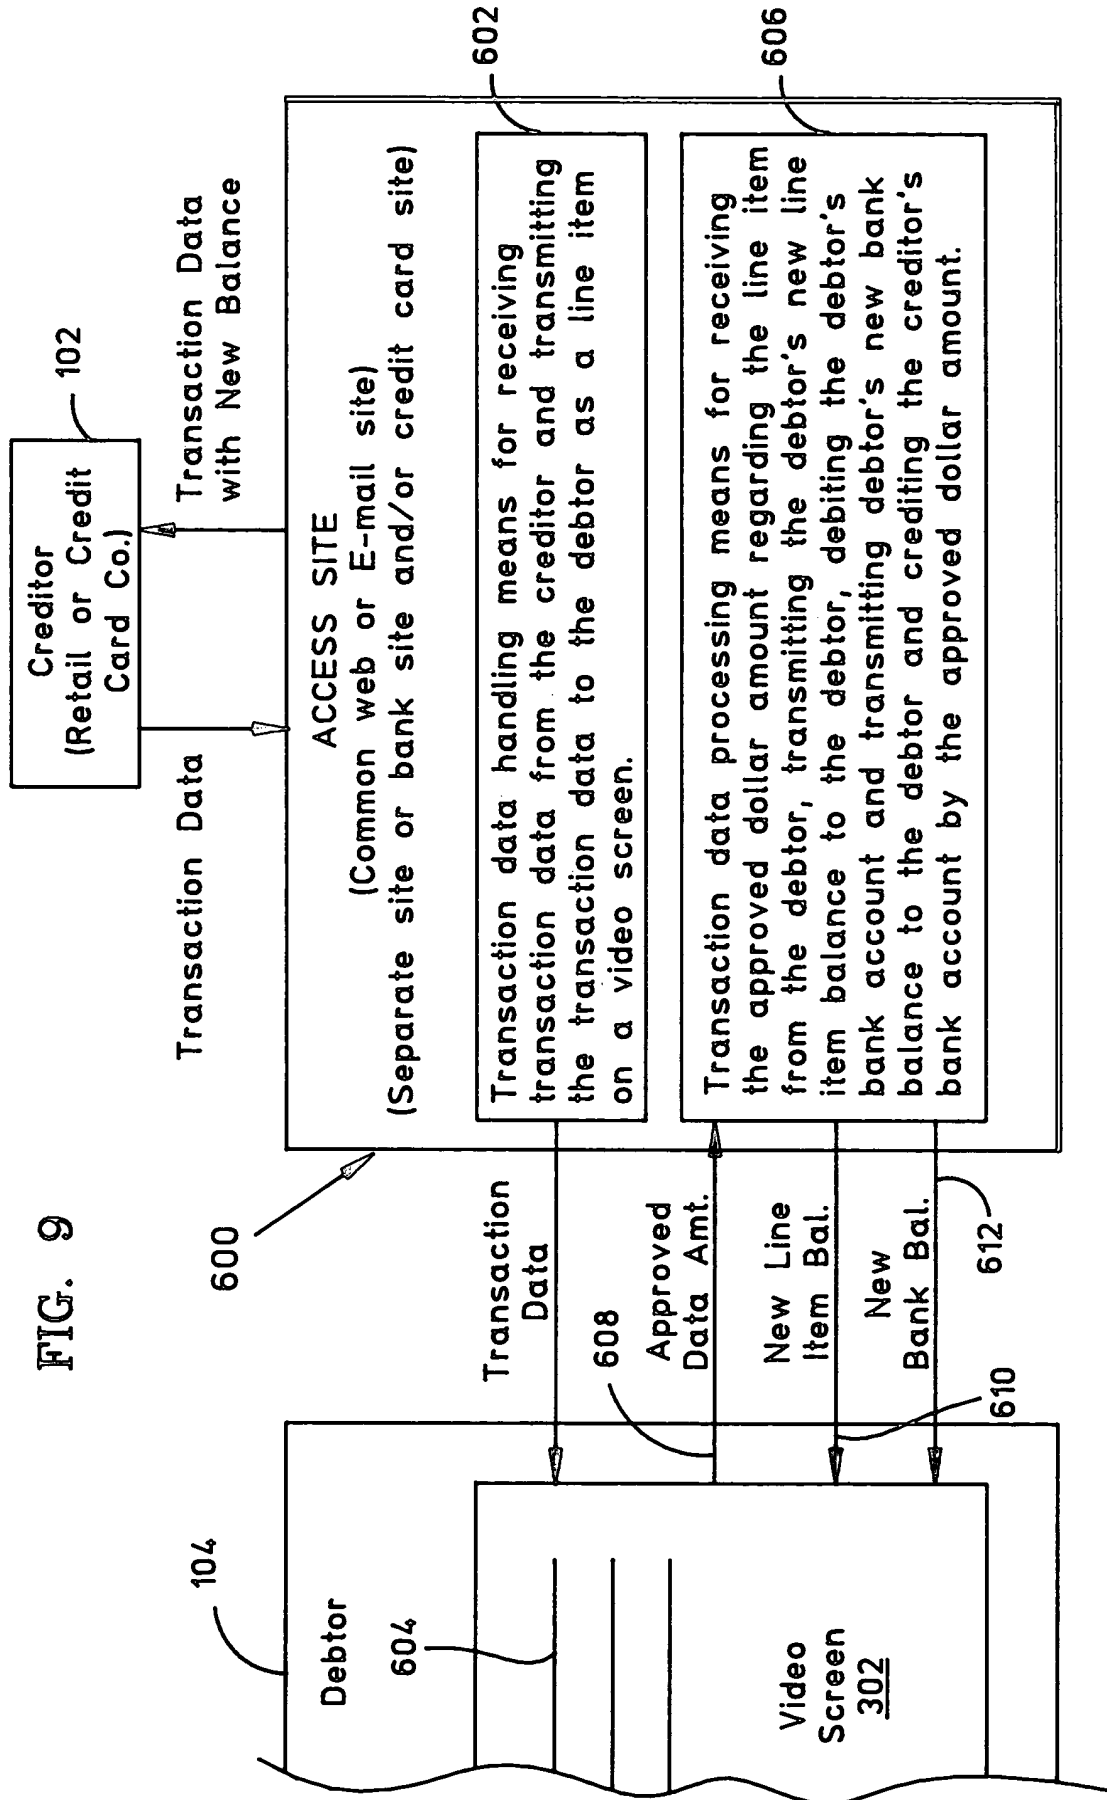 FIG. 9
Creditor
(Retail or Credit
Card Co.)
102
Transaction Data
Transaction Data
with New Balance
600
ACCESS SITE
(Common web or E-mail site)
(Separate site or bank site and/or credit card site)
602
Transaction data handling means for receiving
transaction data from the creditor and transmitting
the transaction data to the debtor as a line item
on a video screen.
606
Transaction data processing means for receiving
the approved dollar amount regarding the line item
from the debtor, transmitting the debtor's new line
item balance to the debtor, debiting the debtor's
bank account and transmitting debtor's new bank
balance to the debtor and crediting the creditor's
bank account by the approved dollar amount.
104
Debtor
604
Video
Screen
302
Transaction
Data
608
Approved
Data Amt.
New Line
Item Bal.
610
New
Bank Bal.
612